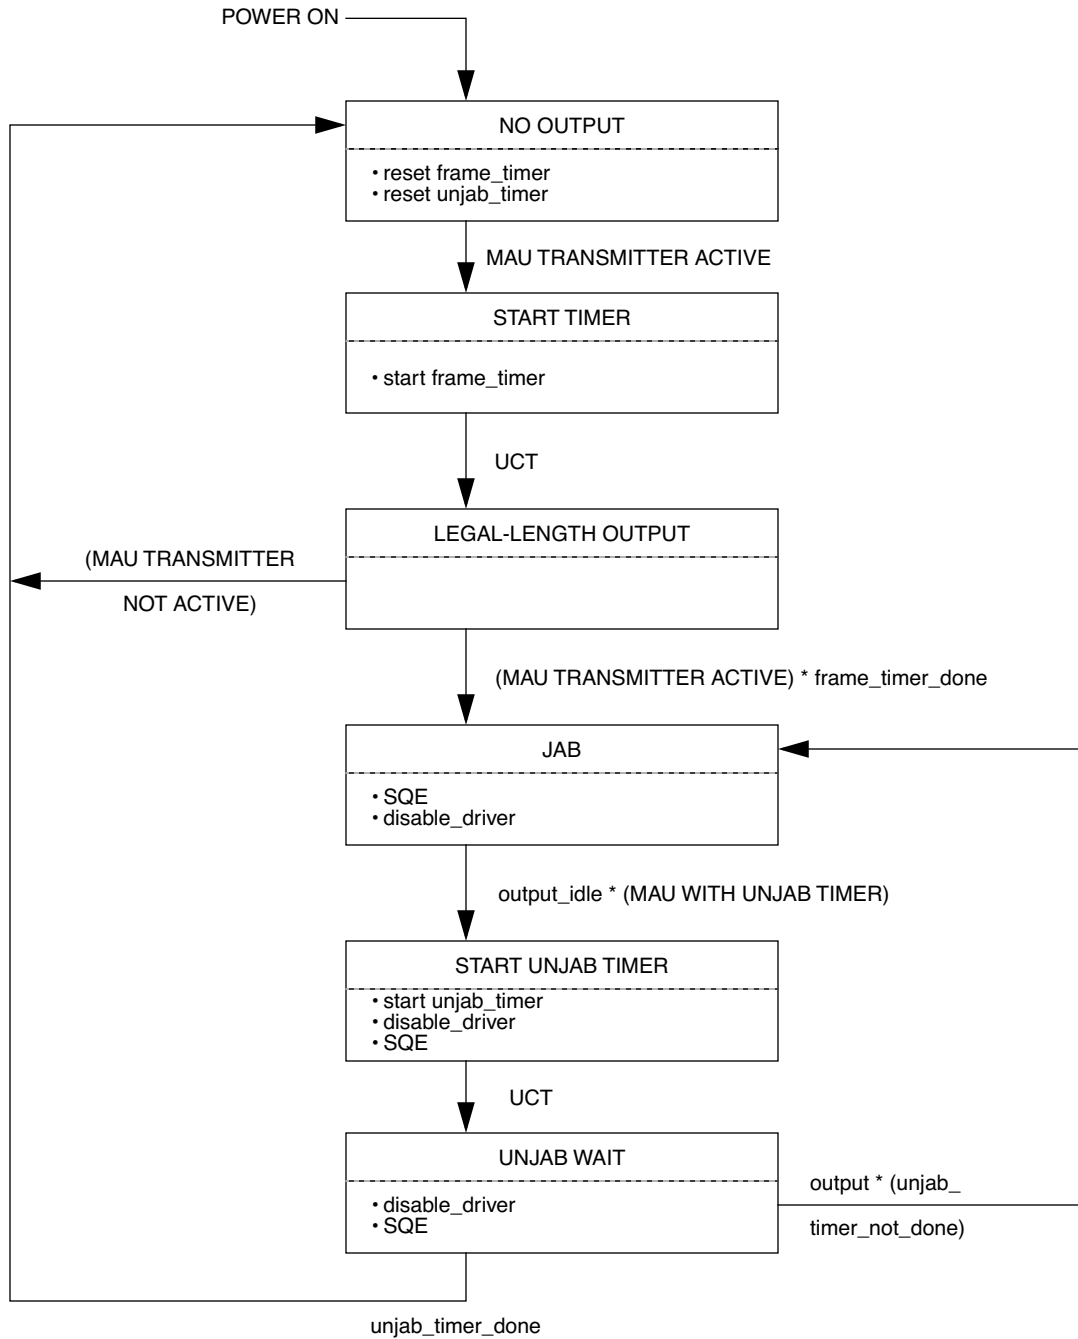 POWER ON
NO OUTPUT
• reset frame_timer
• reset unjab_timer
MAU TRANSMITTER ACTIVE
START TIMER
• start frame_timer
UCT
LEGAL-LENGTH OUTPUT
(MAU TRANSMITTER
NOT ACTIVE)
(MAU TRANSMITTER ACTIVE) * frame_timer_done
JAB
• SQE
• disable_driver
output_idle * (MAU WITH UNJAB TIMER)
START UNJAB TIMER
• start unjab_timer
• disable_driver
• SQE
UCT
UNJAB WAIT
• disable_driver
• SQE
output * (unjab_
timer_not_done)
unjab_timer_done